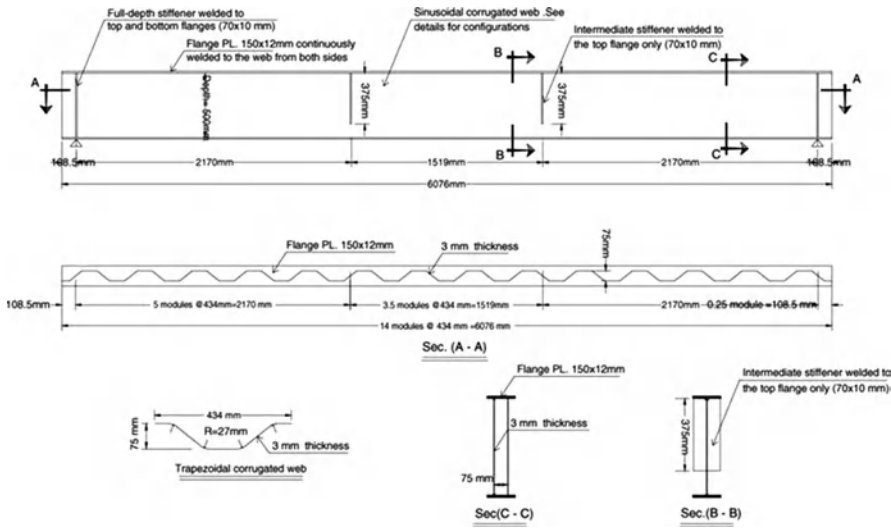 Full-depth stiffener welded to
top and bottom flanges (70x10 mm)
Flange PL. 150x12mm continuously
welded to the web from both sides
Sinusoidal corrugated web .See
details for configurations
Intermediate stiffener welded to
the top flange only (70x10 mm)
A
B
C
A
Depth= 500mm
375mm
375mm
B
C
108.5mm
2170mm
1519mm
2170mm
108.5mm
6076mm
Flange PL. 150x12mm
3 mm thickness
75mm
108.5mm
5 modules @434mm=2170 mm
3.5 modules @434 mm=1519mm
2170mm
0.25 module =108.5mm
14 modules @ 434 mm =6076mm
Sec. (A - A)
434 mm
75 mm
R=27mm
3 mm thickness
Trapezoidal corrugated web
Flange PL. 150x12mm
3 mm thickness
75 mm
Sec(C - C)
Intermediate stiffener welded to
the top flange only (70x10 mm)
375mm
Sec.(B - B)